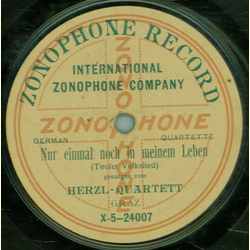 ZONOPHONE RECORD
INTERNATIONAL
ZONOPHONE COMPANY
ZONOPHONE
ZONOPHONE
GERMAN QUARTETTE
Nur einmal noch in meinem Leben
(Tiroler Volkslied)
gesungen vom
HERZL-QUARTETT
GRAZ
X-5-24007